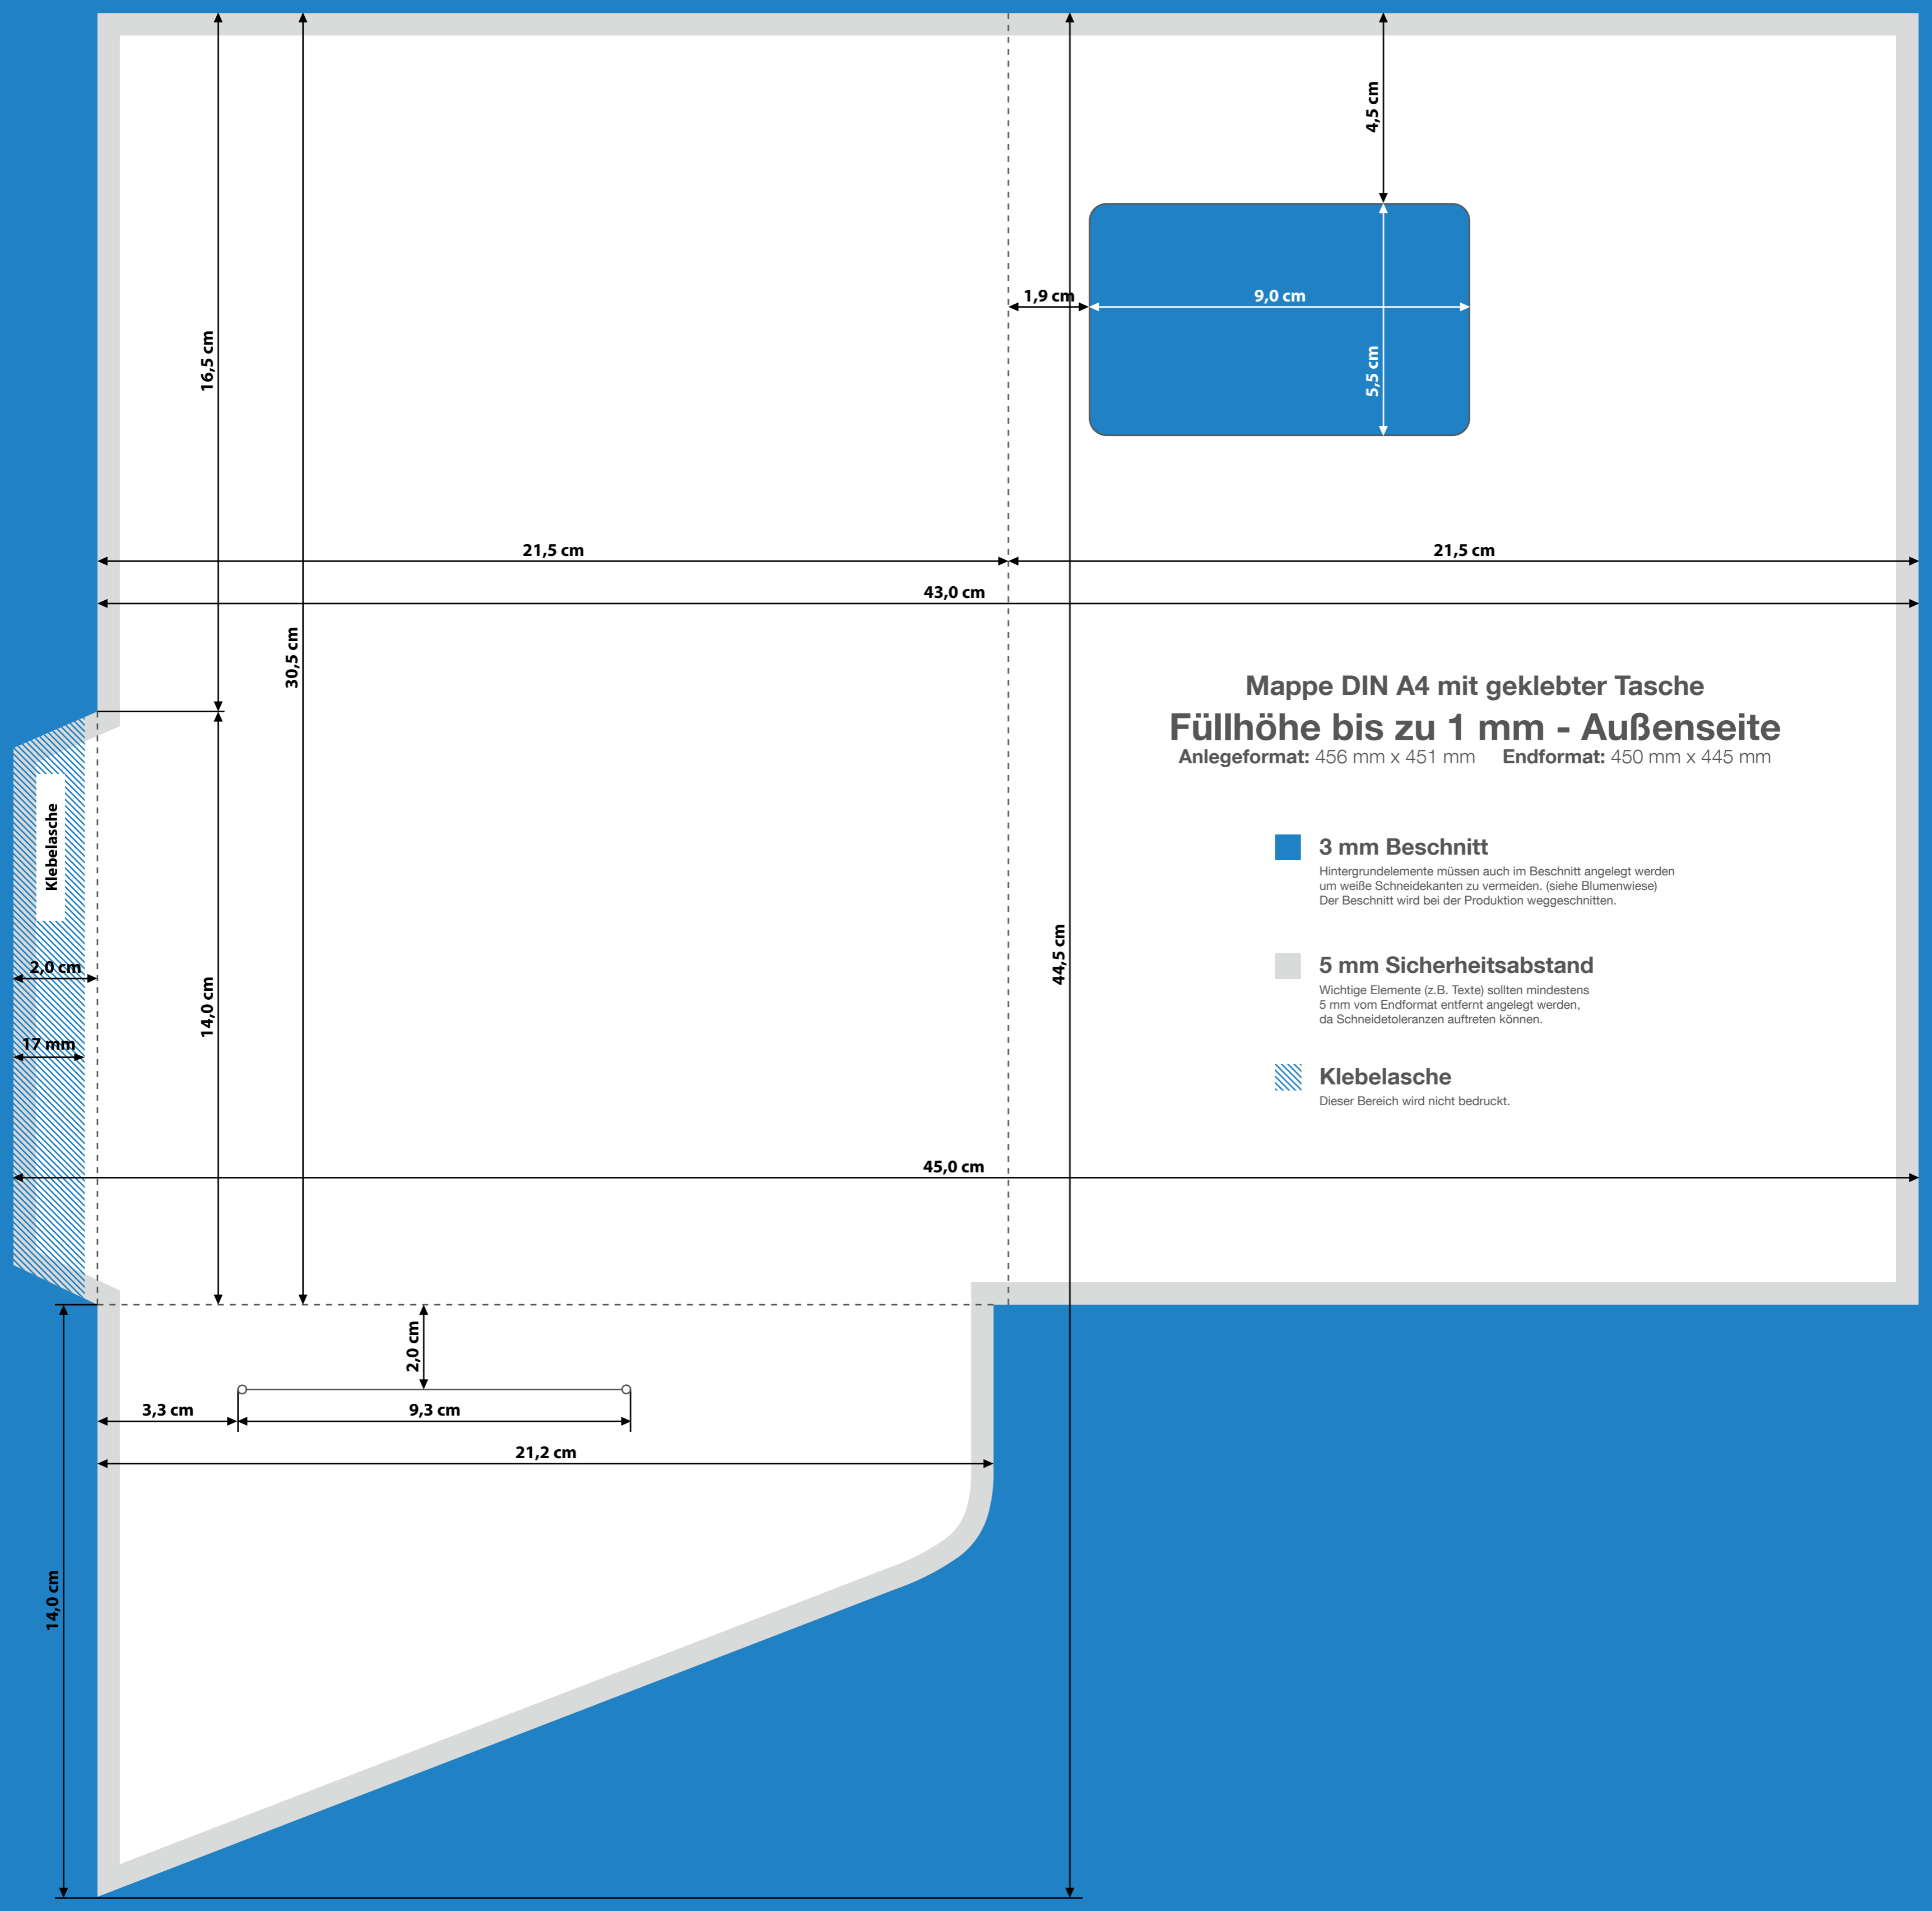 4,5 cm
1,9 cm
9,0 cm
5,5 cm
16,5 cm
21,5 cm
21,5 cm
43,0 cm
30,5 cm
Mappe DIN A4 mit geklebter Tasche
Füllhöhe bis zu 1 mm - Außenseite
Anlegeformat: 456 mm x 451 mm Endformat: 450 mm x 445 mm
3 mm Beschnitt
Hintergrundelemente müssen auch im Beschnitt angelegt werden
um weiße Schneidekanten zu vermeiden. (siehe Blumenwiese)
Der Beschnitt wird bei der Produktion weggeschnitten.
Klebelasche
44,5 cm
5 mm Sicherheitsabstand
Wichtige Elemente (z.B. Texte) sollten mindestens
5 mm vom Endformat entfernt angelegt werden,
da Schneidetoleranzen auftreten können.
2,0 cm
14,0 cm
17 mm
Klebelasche
Dieser Bereich wird nicht bedruckt.
45,0 cm
2,0 cm
3,3 cm
9,3 cm
21,2 cm
14,0 cm